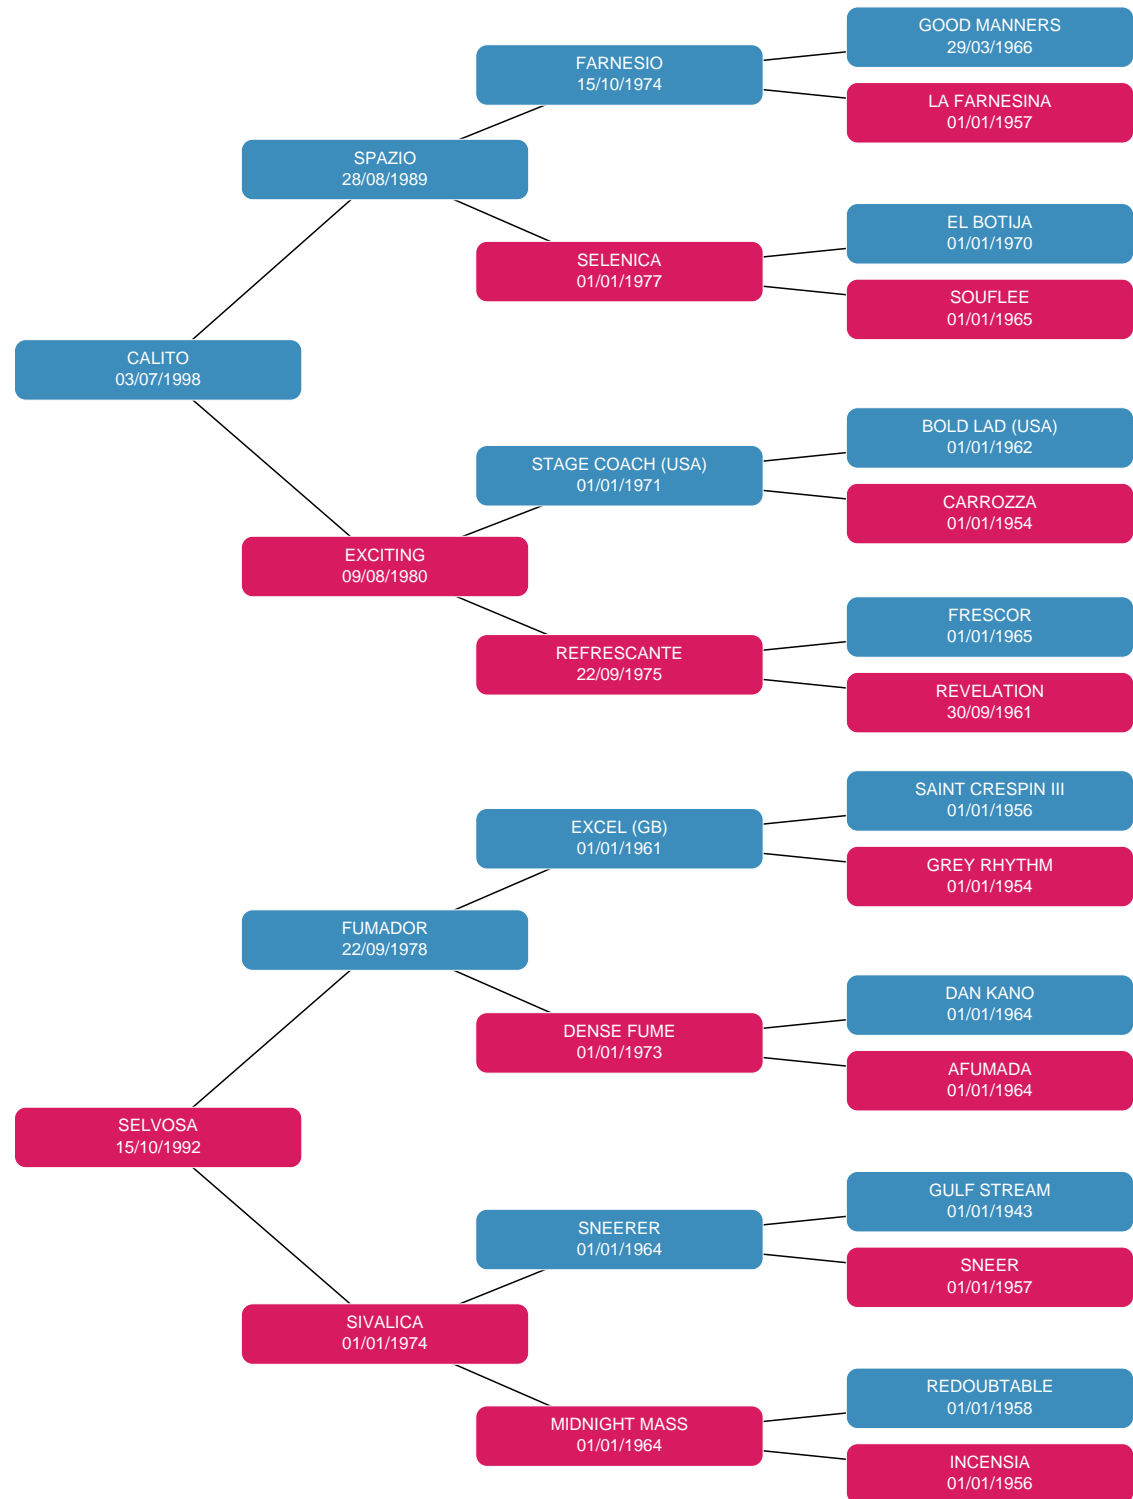 GOOD MANNERS
29/03/1966
FARNESIO
15/10/1974
LA FARNESINA
01/01/1957
SPAZIO
28/08/1989
EL BOTIJA
01/01/1970
SELENICA
01/01/1977
SOUFLEE
01/01/1965
CALITO
03/07/1998
BOLD LAD (USA)
01/01/1962
STAGE COACH (USA)
01/01/1971
CARROZZA
01/01/1954
EXCITING
09/08/1980
FRESCOR
01/01/1965
REFRESCANTE
22/09/1975
REVELATION
30/09/1961
SAINT CRESPIN III
01/01/1956
EXCEL (GB)
01/01/1961
GREY RHYTHM
01/01/1954
FUMADOR
22/09/1978
DAN KANO
01/01/1964
DENSE FUME
01/01/1973
AFUMADA
01/01/1964
SELVOSA
15/10/1992
GULF STREAM
01/01/1943
SNEERER
01/01/1964
SNEER
01/01/1957
SIVALICA
01/01/1974
REDOUBTABLE
01/01/1958
MIDNIGHT MASS
01/01/1964
INCENSIA
01/01/1956